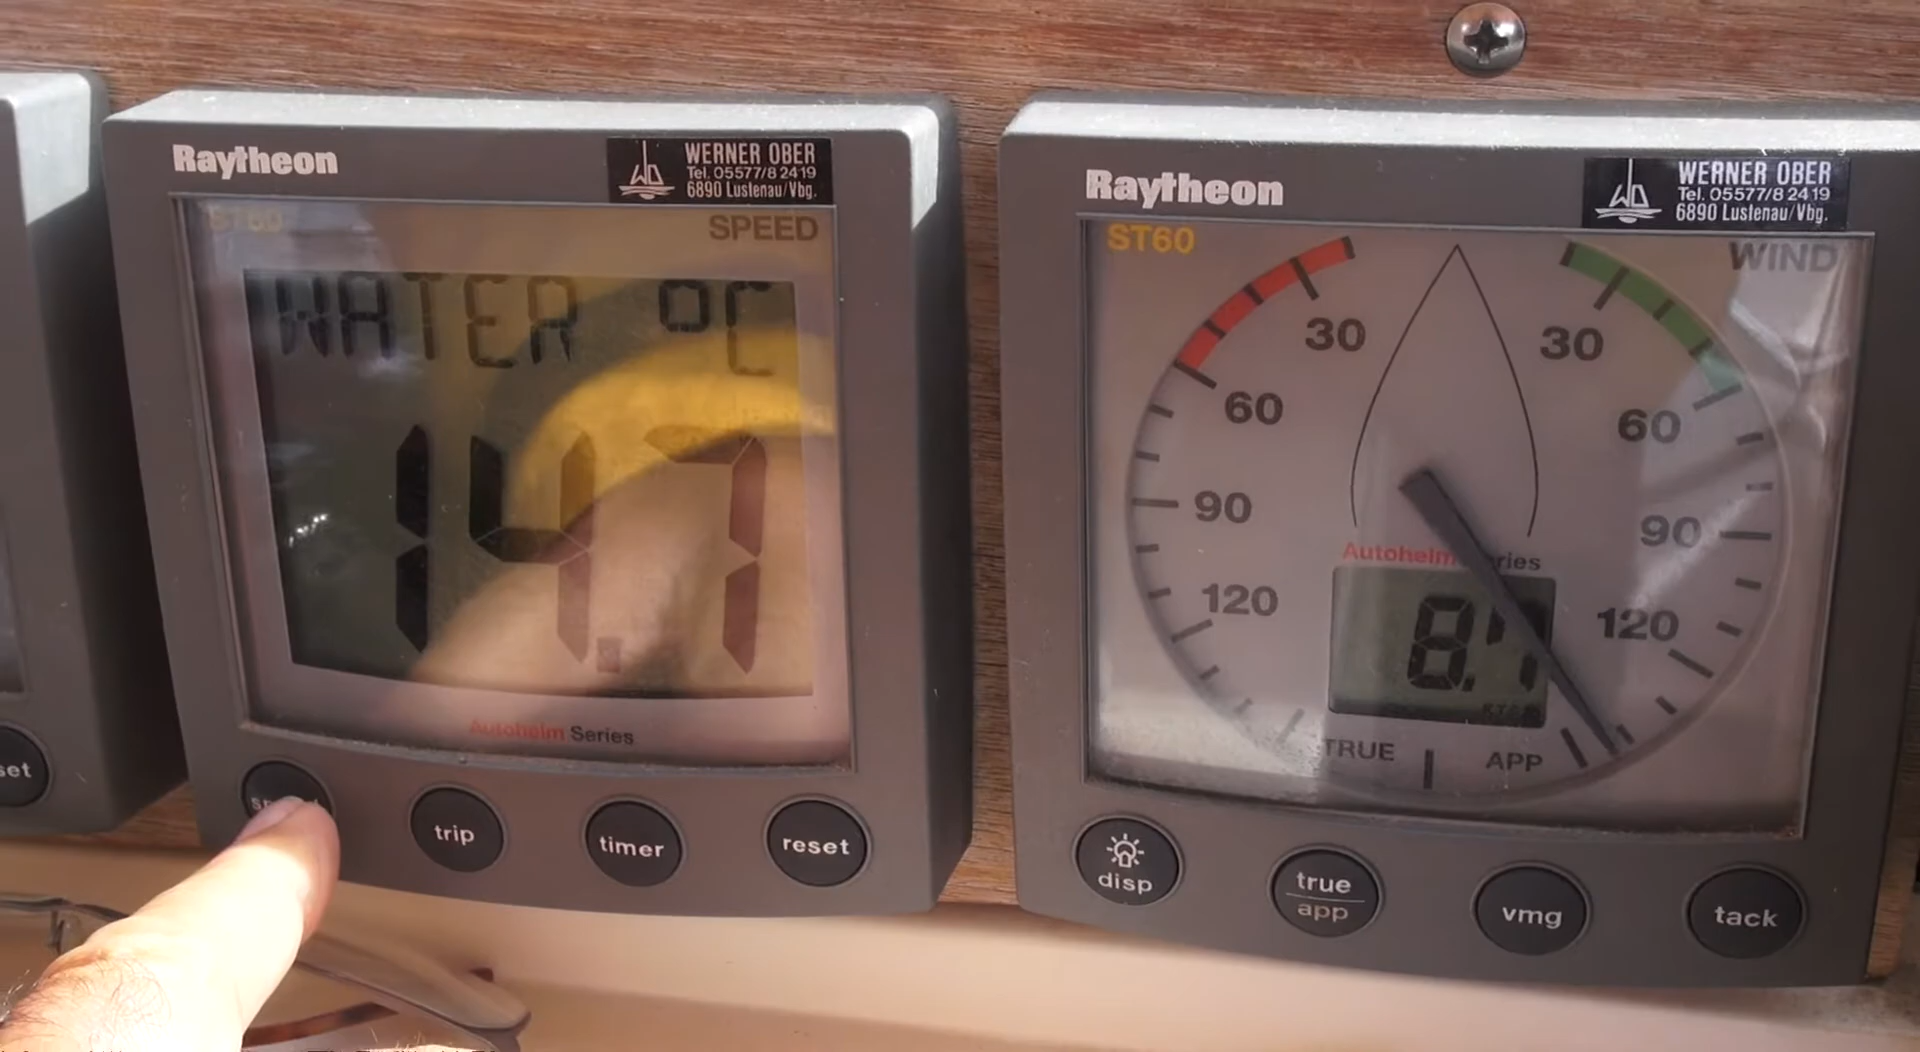 set
Raytheon
WERNER OBER
Tel. 05577/8 24 19
6890 Lustenau/Vbg.
ST60
SPEED
WATER °C
14.7
Autohelm Series
trip
timer
reset
Raytheon
WERNER OBER
Tel. 05577/8 24 19
6890 Lustenau/Vbg.
ST60
WIND
30
30
60
60
90
90
Autohelm
120
120
TRUE
APP
disp
true
app
vmg
tack